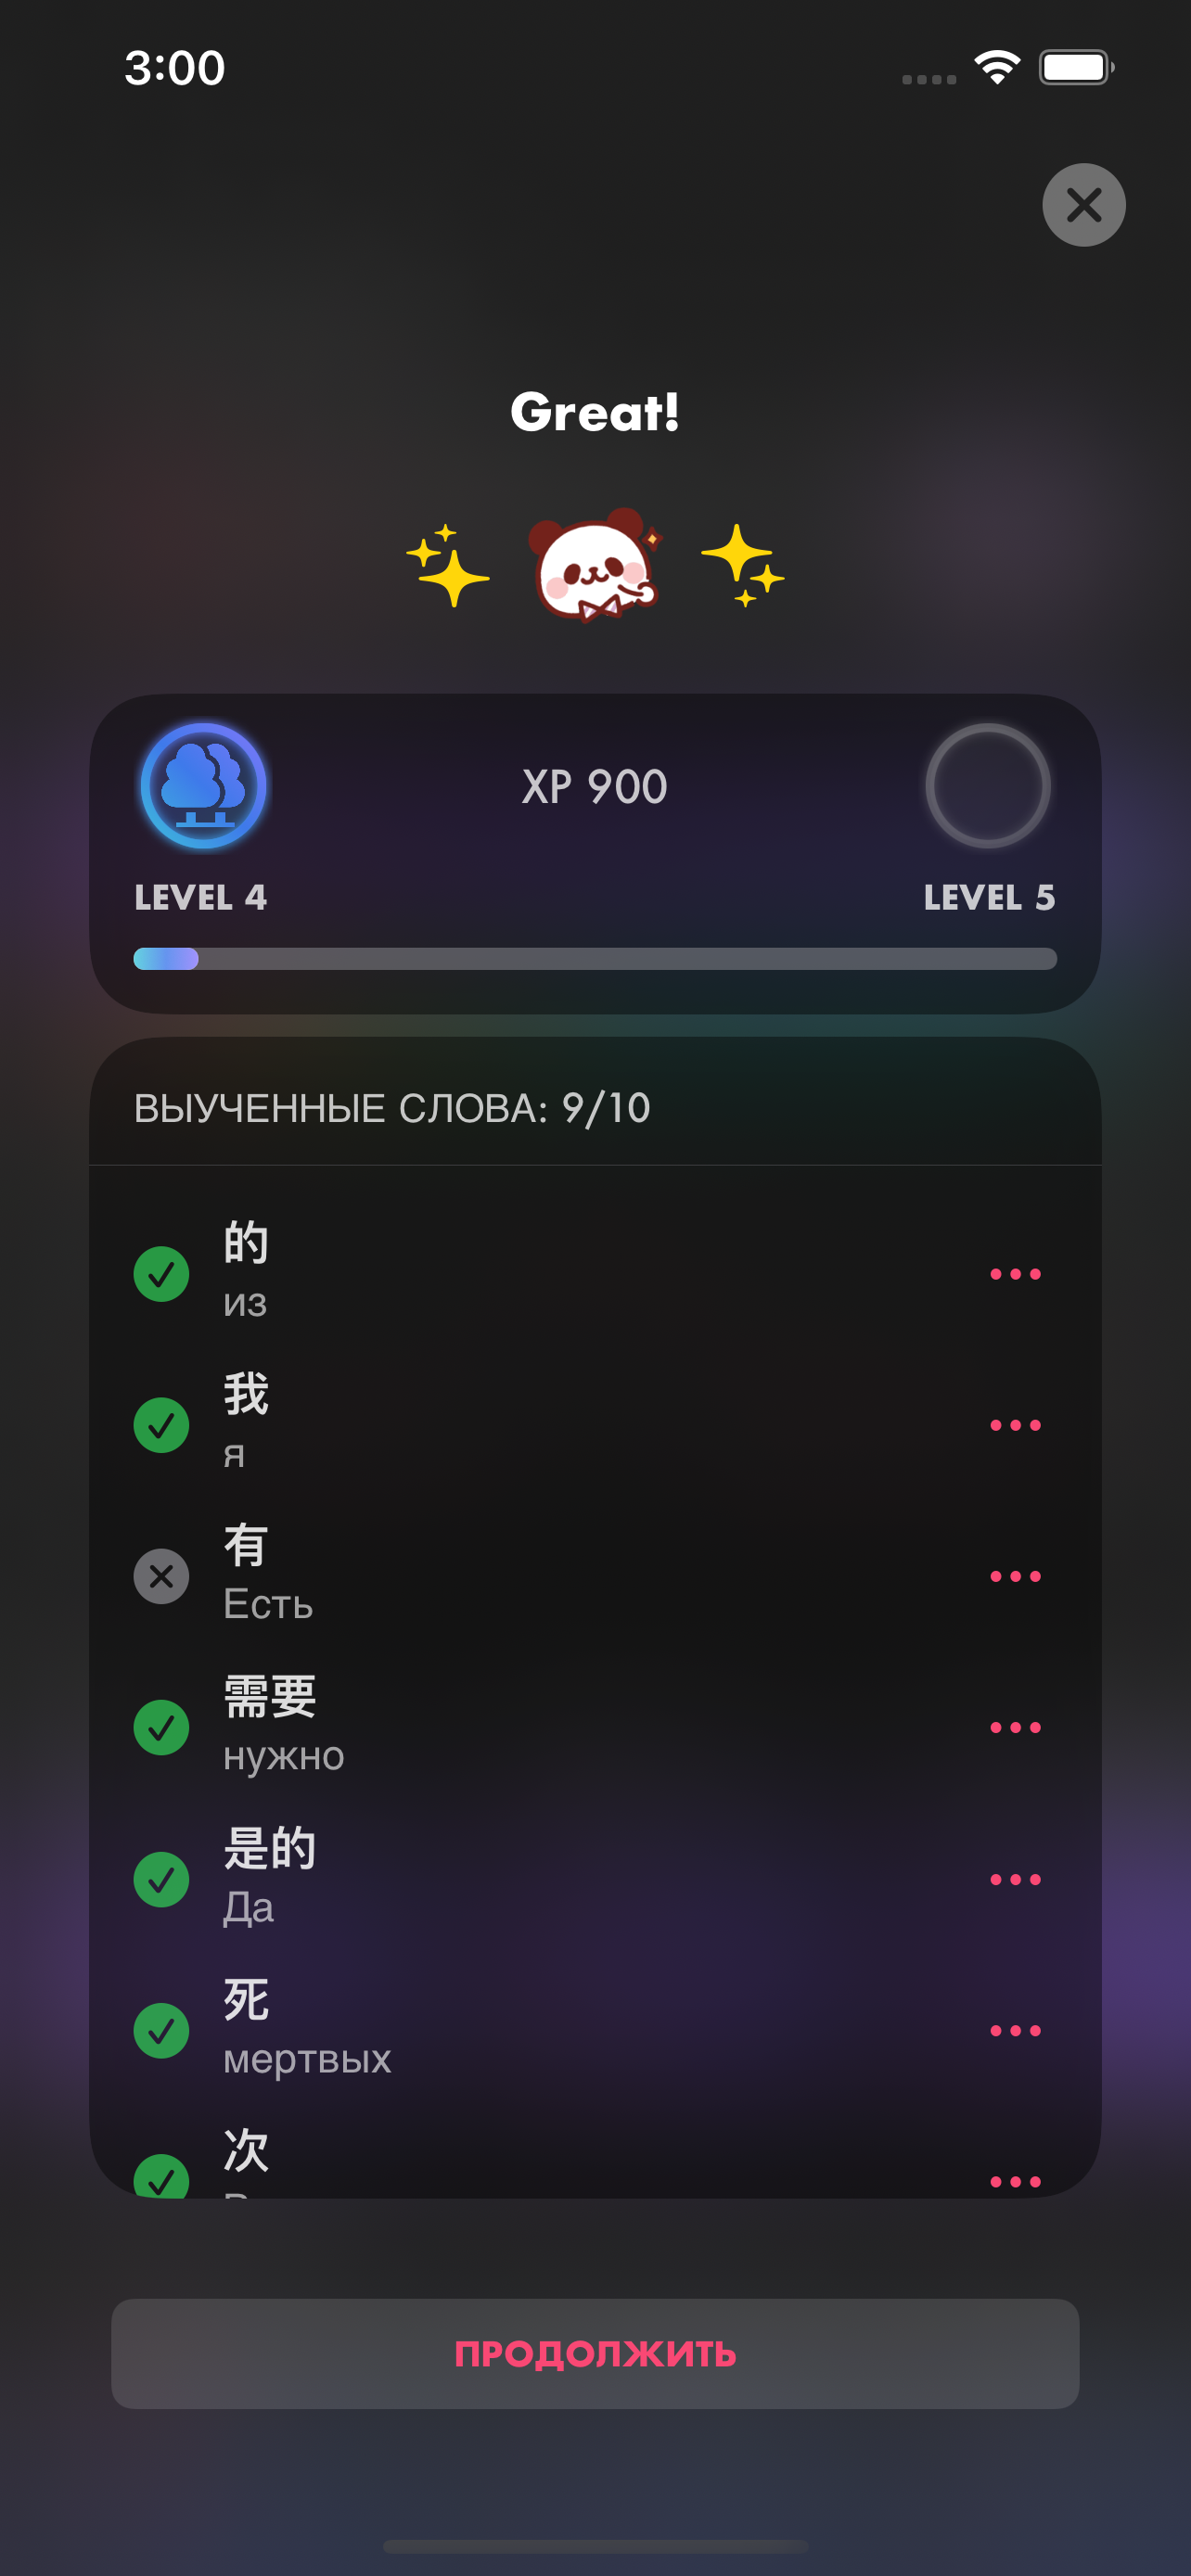 3:00
Great!
XP 900
LEVEL 4
LEVEL 5
ВЫУЧЕННЫЕ СЛОВА: 9/10
的
из
我
я
有
Есть
需要
нужно
是的
Да
死
мертвых
次
ПРОДОЛЖИТЬ